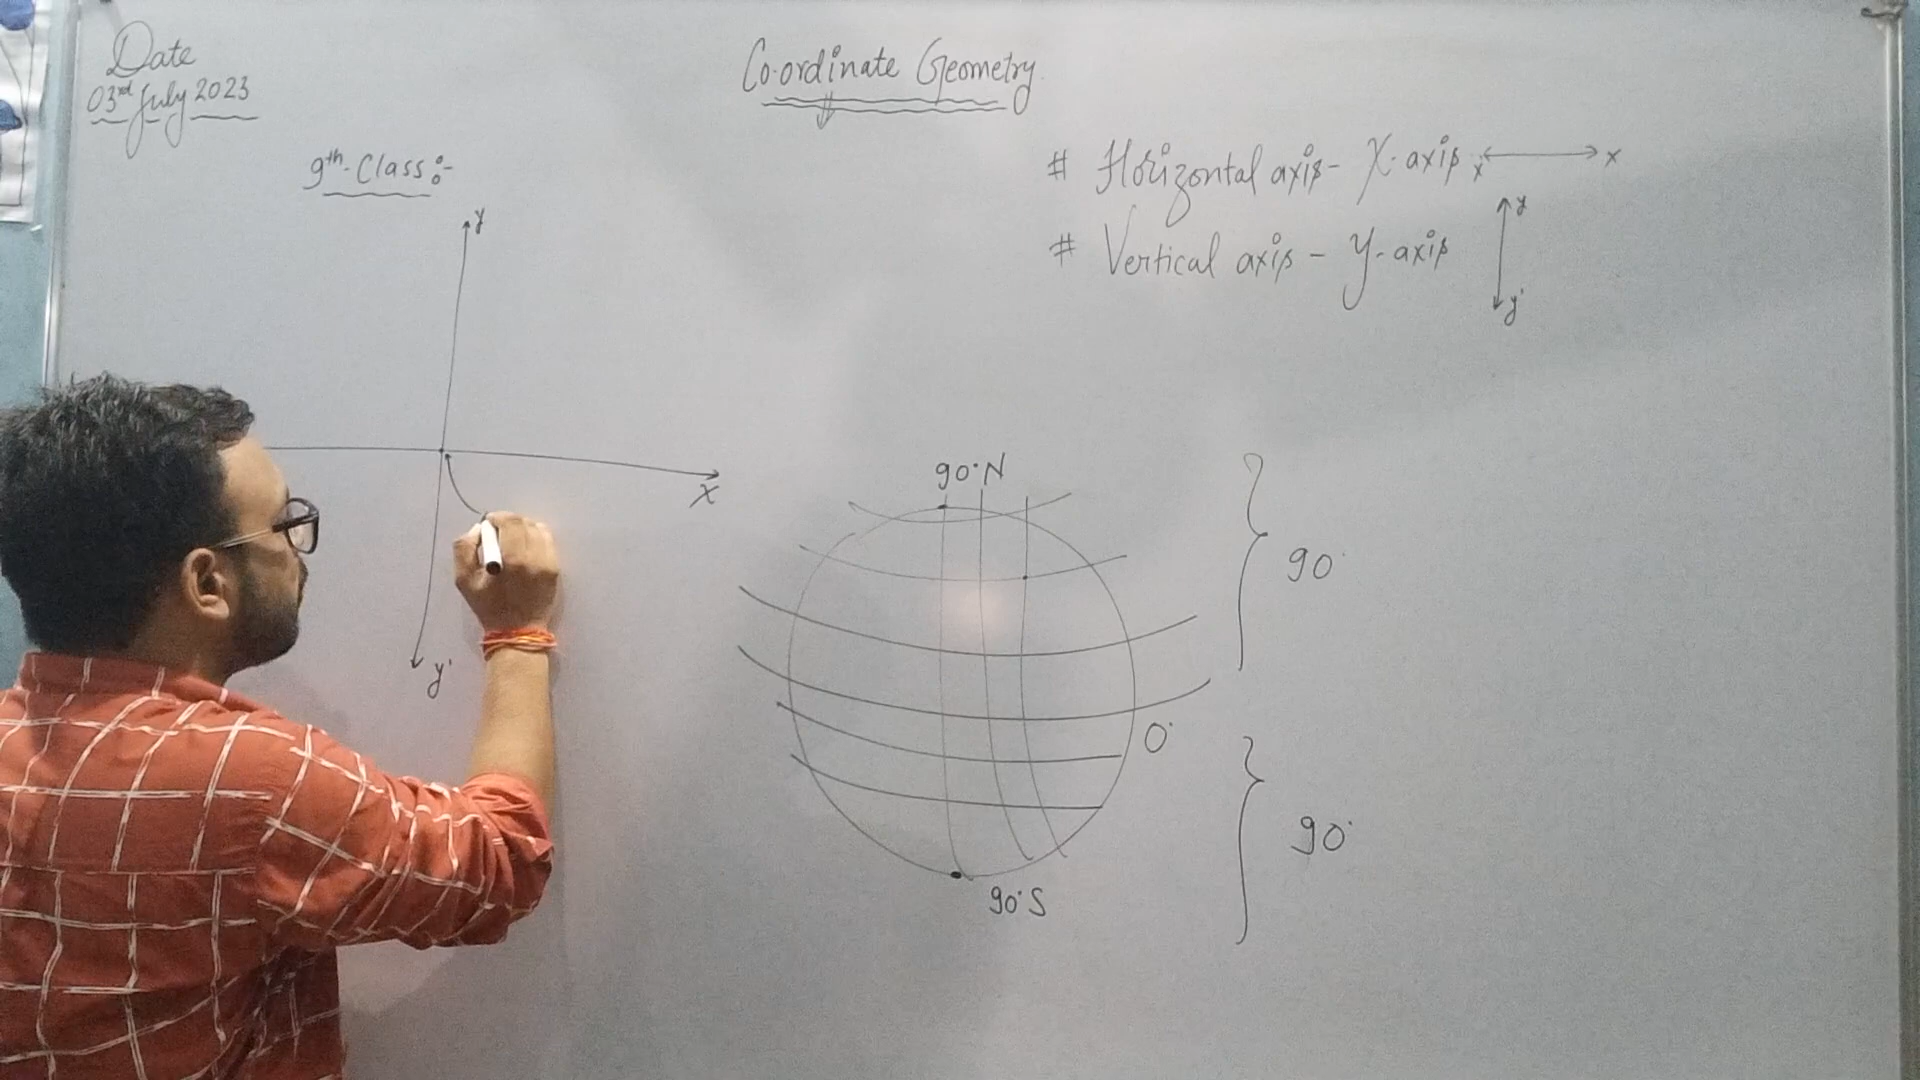 Date
03rd July 2023
Co-ordinate Geometry
9th Class:-
# Horizontal axis - X-axis x' x
# Vertical axis - Y-axis
y
y'
y
X
y'
90°N
90°
0°
90°
90°S